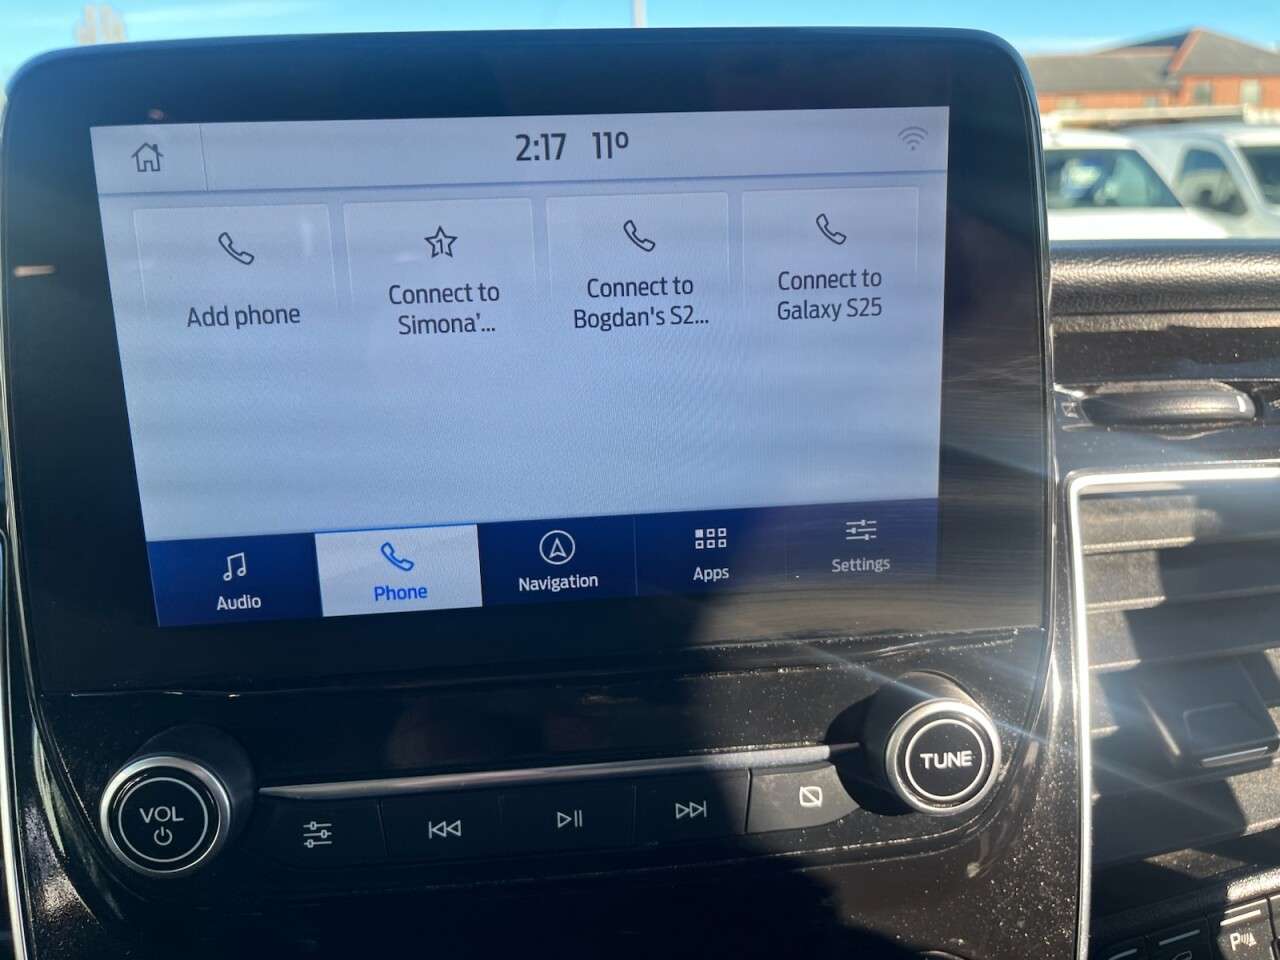 2:17 11°
Add phone
1
Connect to
Simona'...
Connect to
Bogdan's S2...
Connect to
Galaxy S25
Audio
Phone
Navigation
Apps
Settings
VOL
TUNE
P